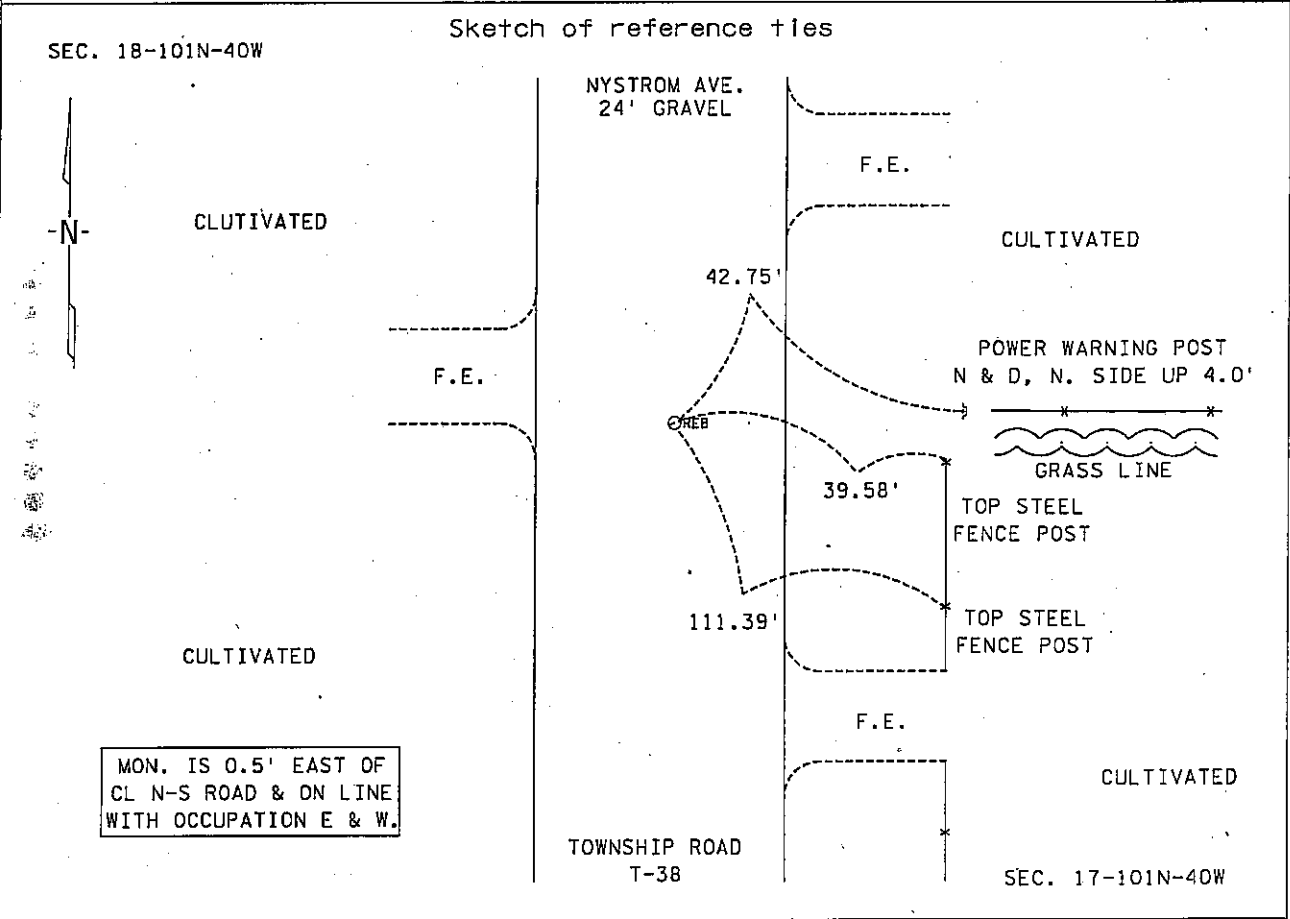 Sketch of reference ties
SEC. 18-101N-40W
NYSTROM AVE.
24' GRAVEL
F.E.
-N-
CLUTIVATED
CULTIVATED
42.75'
POWER WARNING POST
N & D, N. SIDE UP 4.0'
F.E.
REB
GRASS LINE
39.58'
TOP STEEL
FENCE POST
111.39'
TOP STEEL
FENCE POST
CULTIVATED
F.E.
MON. IS 0.5' EAST OF
CL N-S ROAD & ON LINE
WITH OCCUPATION E & W.
CULTIVATED
TOWNSHIP ROAD
T-38
SEC. 17-101N-40W